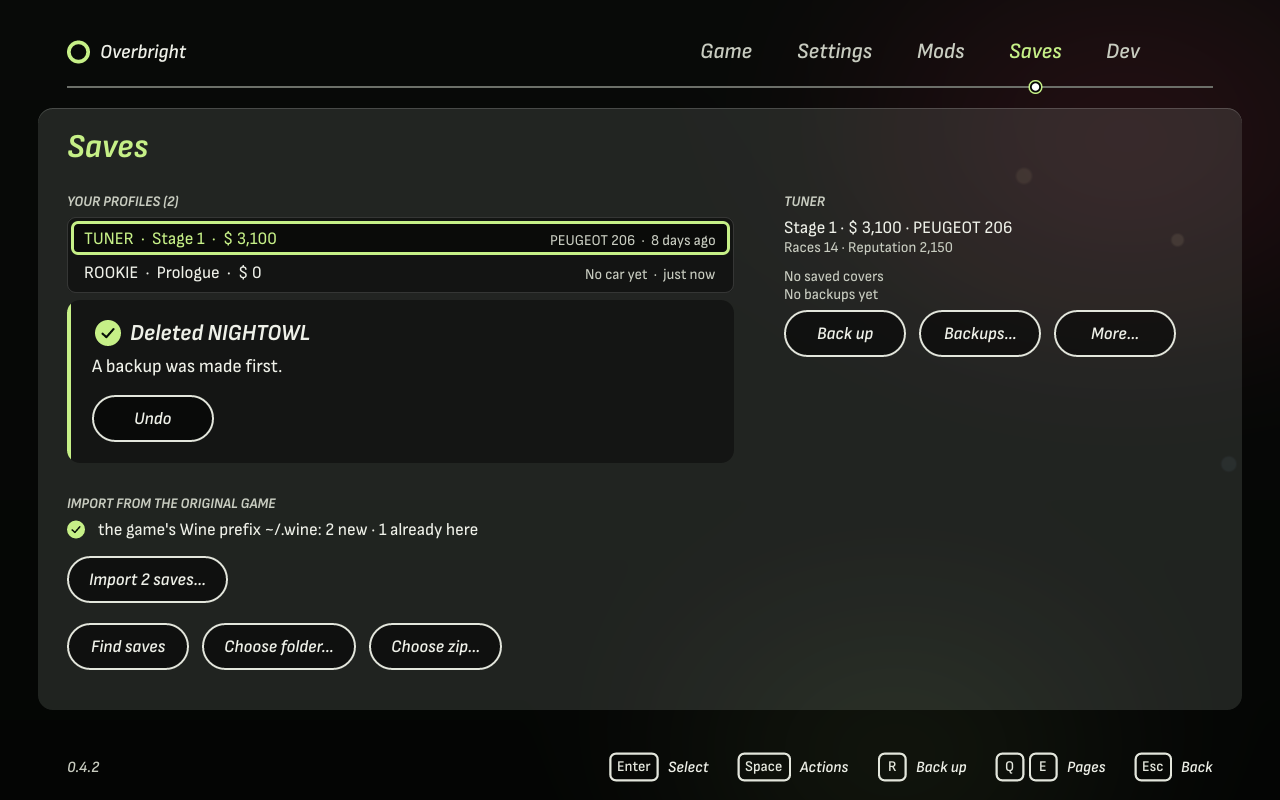 Overbright
Game Settings Mods Saves Dev
Saves
YOUR PROFILES (2)
TUNER · Stage 1 · $ 3,100 PEUGEOT 206 · 8 days ago
ROOKIE · Prologue · $ 0 No car yet · just now
Deleted NIGHTOWL
A backup was made first.
Undo
IMPORT FROM THE ORIGINAL GAME
the game's Wine prefix ~/.wine: 2 new · 1 already here
Import 2 saves...
Find saves Choose folder... Choose zip...
TUNER
Stage 1 · $ 3,100 · PEUGEOT 206
Races 14 · Reputation 2,150
No saved covers
No backups yet
Back up Backups... More...
0.4.2
Enter Select Space Actions R Back up Q E Pages Esc Back